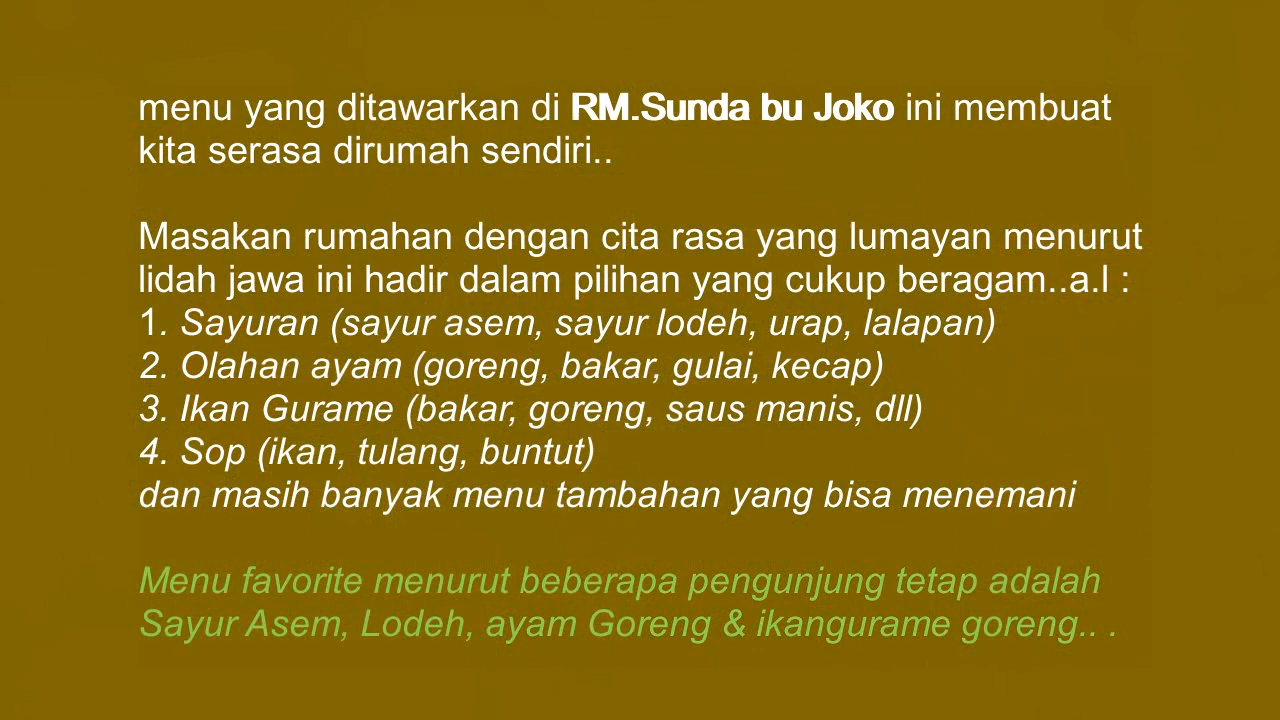 menu yang ditawarkan di RM.Sunda bu Joko ini membuat
kita serasa dirumah sendiri..
Masakan rumahan dengan cita rasa yang lumayan menurut
lidah jawa ini hadir dalam pilihan yang cukup beragam..a.l :
1. Sayuran (sayur asem, sayur lodeh, urap, lalapan)
2. Olahan ayam (goreng, bakar, gulai, kecap)
3. Ikan Gurame (bakar, goreng, saus manis, dll)
4. Sop (ikan, tulang, buntut)
dan masih banyak menu tambahan yang bisa menemani
Menu favorite menurut beberapa pengunjung tetap adalah
Sayur Asem, Lodeh, ayam Goreng & ikangurame goreng.. .